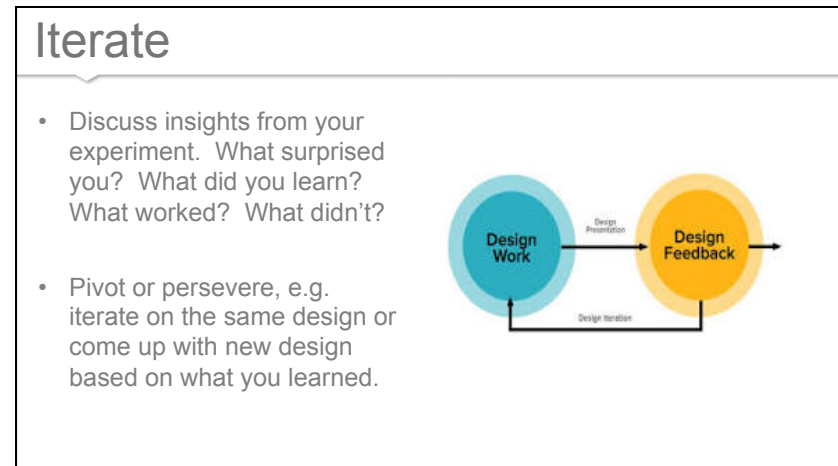 Iterate
• Discuss insights from your
experiment. What surprised
you? What did you learn?
What worked? What didn't?
• Pivot or persevere, e.g.
iterate on the same design or
come up with new design
based on what you learned.
Design
Work
Design
Presentation
Design
Feedback
Design Iteration